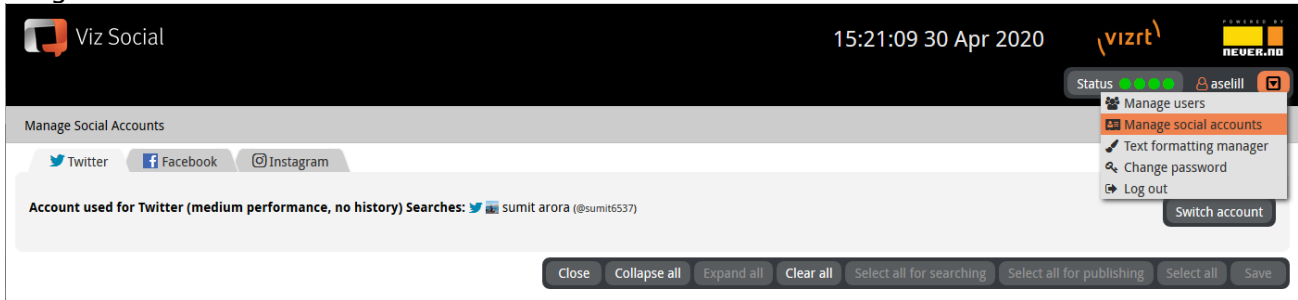 Viz Social
15:21:09 30 Apr 2020
vizrt
POWERED BY
never.no
Status
aselill
Manage users
Manage social accounts
Text formatting manager
Change password
Log out
Manage Social Accounts
Twitter
Facebook
Instagram
Account used for Twitter (medium performance, no history) Searches: sumit arora (@sumit6537)
Switch account
Close Collapse all Expand all Clear all Select all for searching Select all for publishing Select all Save